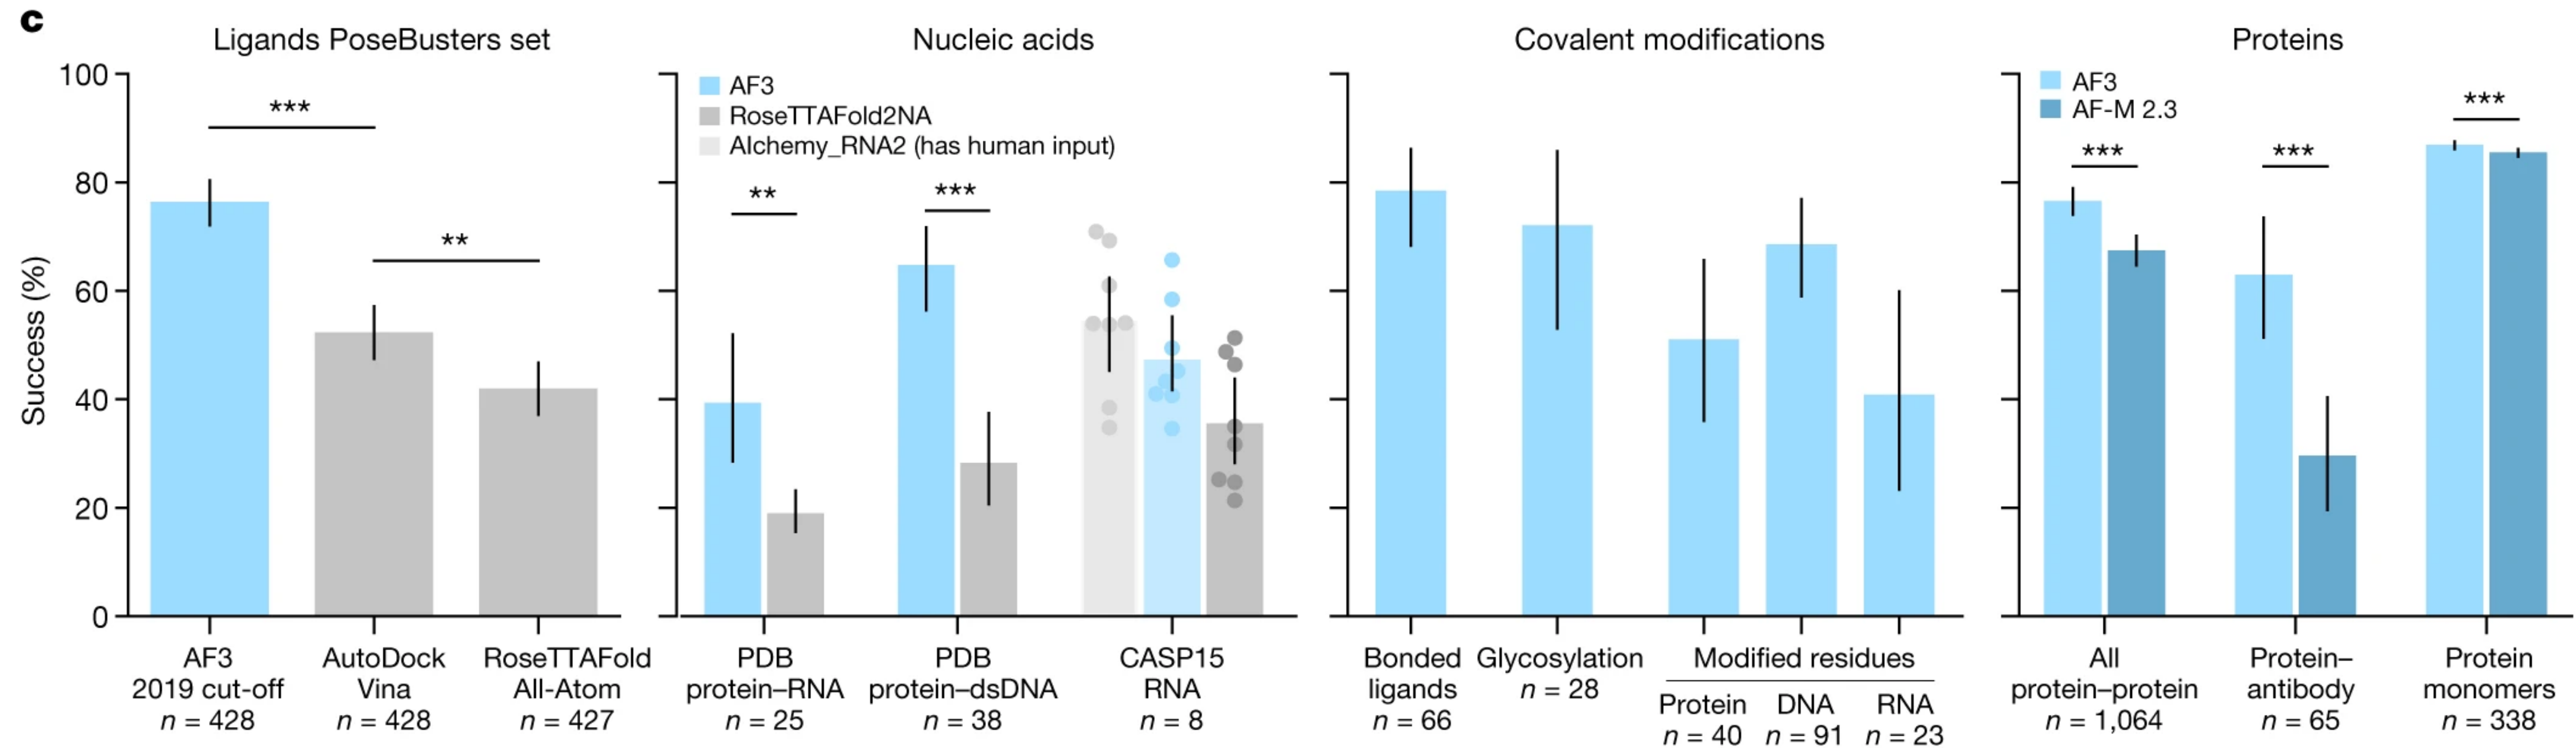 c
Ligands PoseBusters set
Nucleic acids
Covalent modifications
Proteins
Success (%)
100
80
60
40
20
0
***
**
AF3
2019 cut-off
n = 428
AutoDock
Vina
n = 428
RoseTTAFold
All-Atom
n = 427
AF3
RoseTTAFold2NA
AIchemy_RNA2 (has human input)
**
***
PDB
protein–RNA
n = 25
PDB
protein–dsDNA
n = 38
CASP15
RNA
n = 8
Bonded
ligands
n = 66
Glycosylation
n = 28
Modified residues
Protein
n = 40
DNA
n = 91
RNA
n = 23
AF3
AF-M 2.3
***
***
***
All
protein–protein
n = 1,064
Protein–
antibody
n = 65
Protein
monomers
n = 338